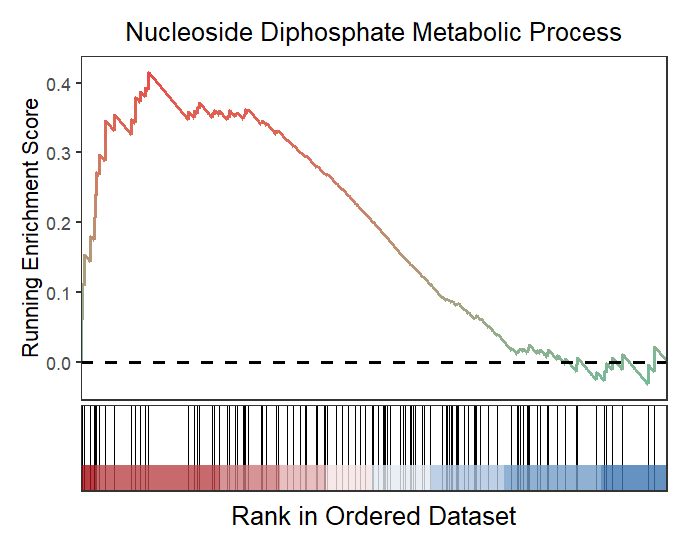 Nucleoside Diphosphate Metabolic Process
Running Enrichment Score
0.4
0.3
0.2
0.1
0.0
Rank in Ordered Dataset